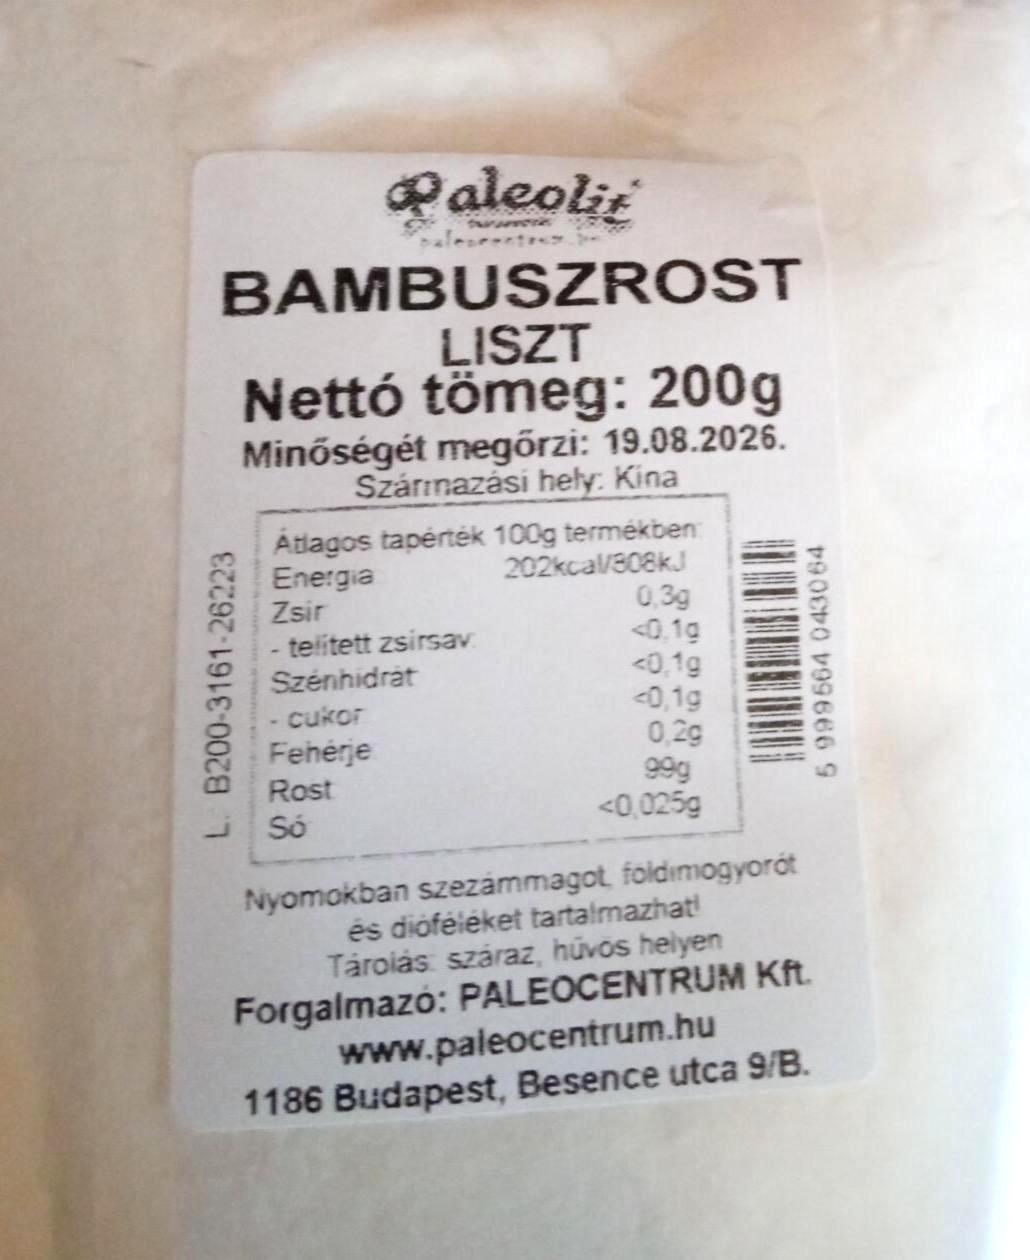 Paleolit
paleocentrum.hu
BAMBUSZROST
LISZT
Nettó tömeg: 200g
Minőségét megőrzi: 19.08.2026.
Származási hely: Kína
Átlagos tápérték 100g termékben:
Energia 202kcal/808kJ
Zsír 0,3g
- telített zsírsav: <0,1g
Szénhidrát <0,1g
- cukor <0,1g
Fehérje 0,2g
Rost 99g
Só <0,025g
L. B200-3161-26223
5 999564 043064
Nyomokban szezámmagot, földimogyorót
és dióféléket tartalmazhat!
Tárolás: száraz, hűvös helyen
Forgalmazó: PALEOCENTRUM Kft.
www.paleocentrum.hu
1186 Budapest, Besence utca 9/B.